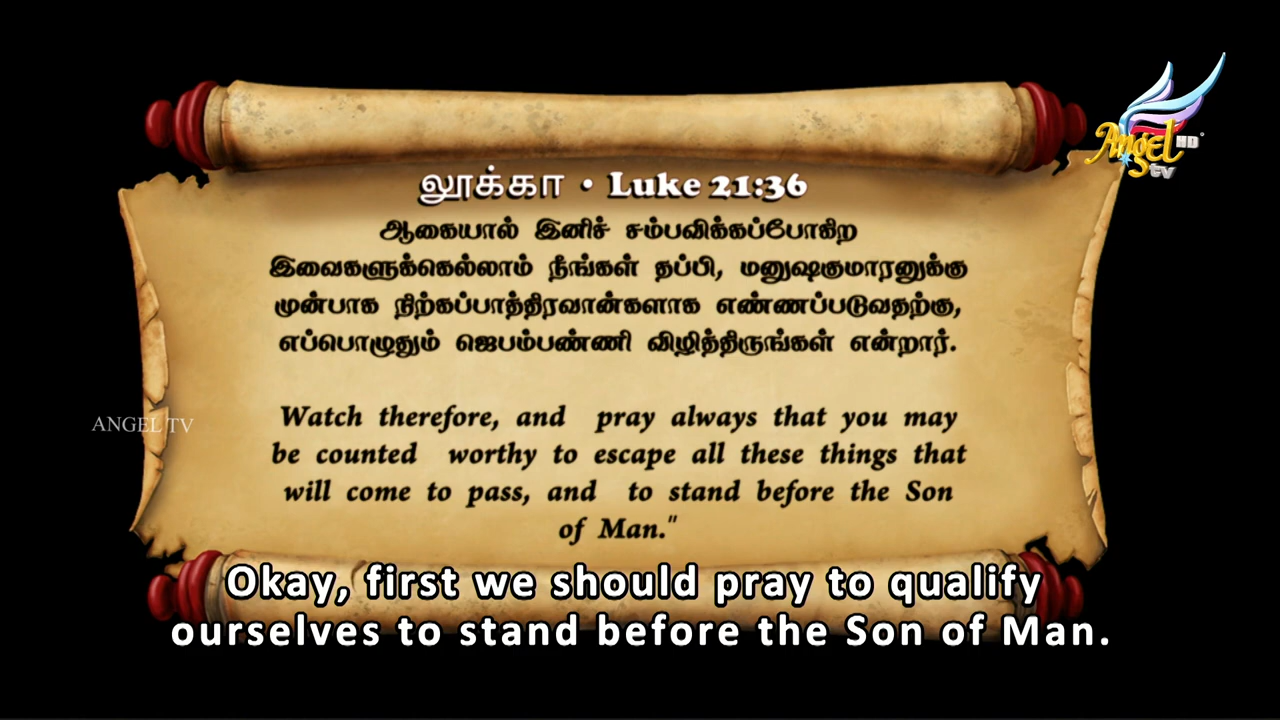 லூக்கா • Luke 21:36
ஆகையால் இனிச் சம்பவிக்கப்போகிற
இவைகளுக்கெல்லாம் நீங்கள் தப்பி, மனுஷகுமாரனுக்கு
முன்பாக நிற்கப்பாத்திரவான்களாக எண்ணப்படுவதற்கு,
எப்பொழுதும் ஜெபம்பண்ணி விழித்திருங்கள் என்றார்.
Watch therefore, and pray always that you may
be counted worthy to escape all these things that
will come to pass, and to stand before the Son
of Man."
Okay, first we should pray to qualify
ourselves to stand before the Son of Man.
ANGEL TV
Angel HD
tv